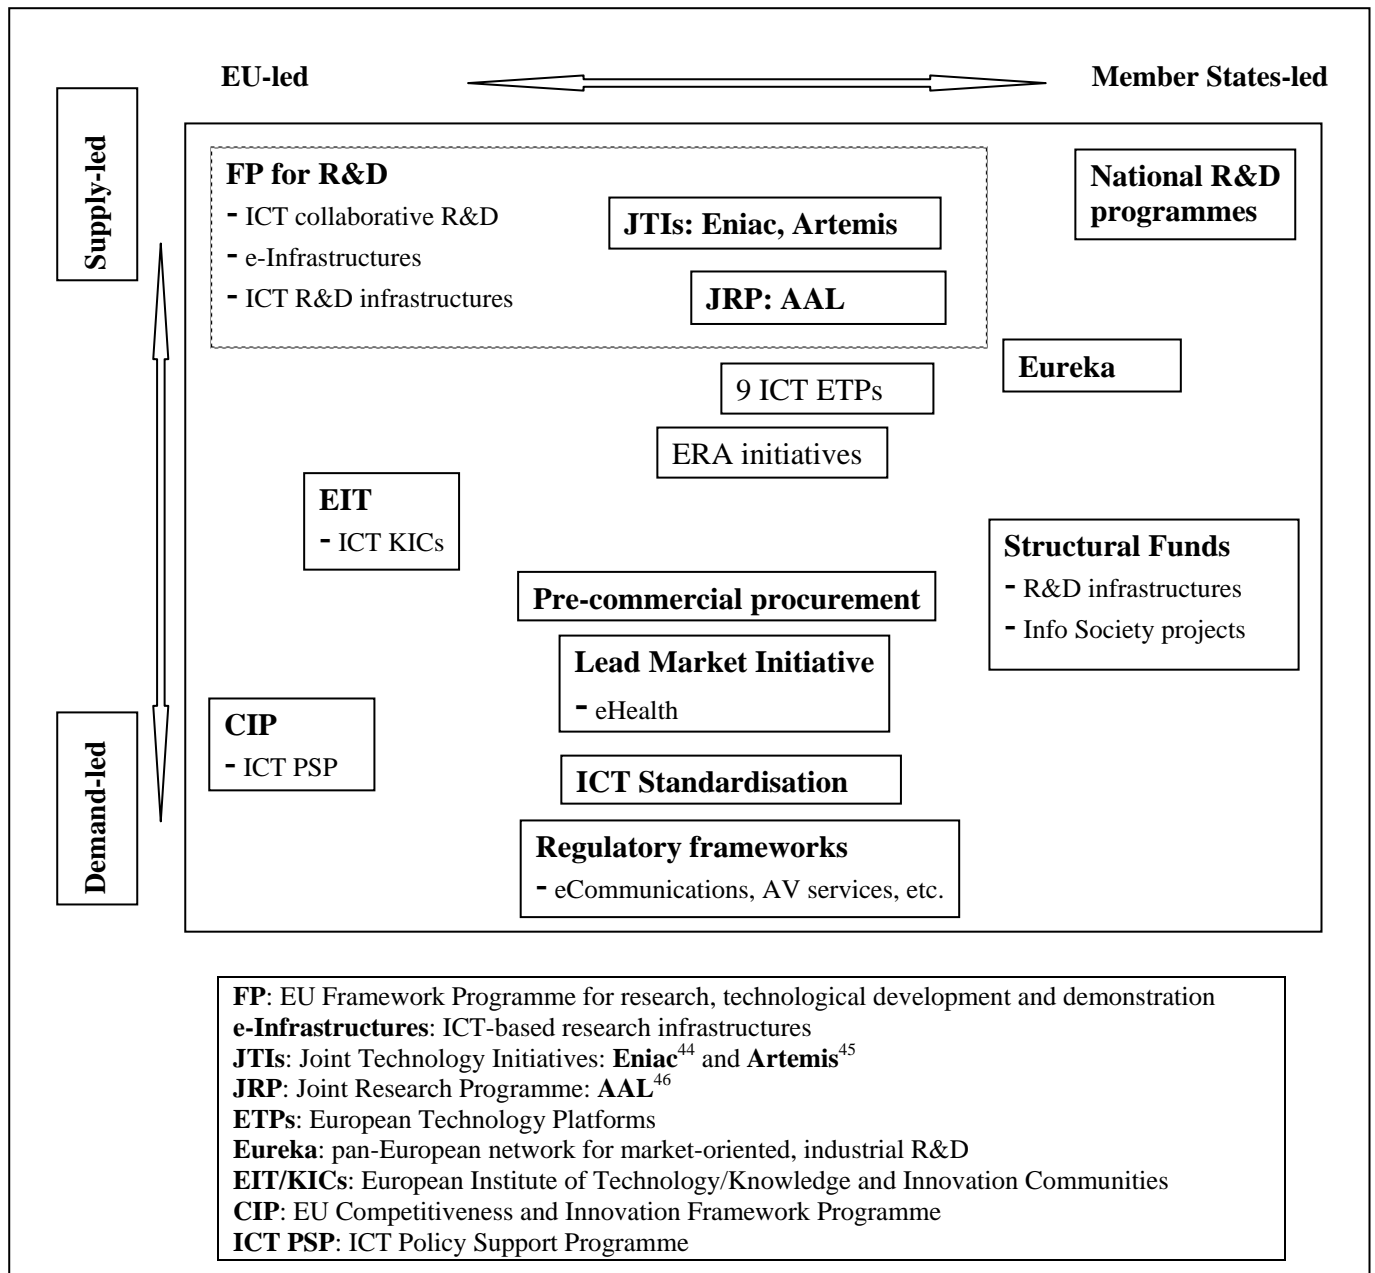 EU-led
Member States-led
Supply-led
FP for R&D
- ICT collaborative R&D
- e-Infrastructures
- ICT R&D infrastructures
JTIs: Eniac, Artemis
JRP: AAL
National R&D
programmes
9 ICT ETPs
Eureka
ERA initiatives
EIT
- ICT KICs
Structural Funds
- R&D infrastructures
- Info Society projects
Pre-commercial procurement
Lead Market Initiative
- eHealth
CIP
- ICT PSP
Demand-led
ICT Standardisation
Regulatory frameworks
- eCommunications, AV services, etc.
FP: EU Framework Programme for research, technological development and demonstration
e-Infrastructures: ICT-based research infrastructures
JTIs: Joint Technology Initiatives: Eniac44 and Artemis45
JRP: Joint Research Programme: AAL46
ETPs: European Technology Platforms
Eureka: pan-European network for market-oriented, industrial R&D
EIT/KICs: European Institute of Technology/Knowledge and Innovation Communities
CIP: EU Competitiveness and Innovation Framework Programme
ICT PSP: ICT Policy Support Programme